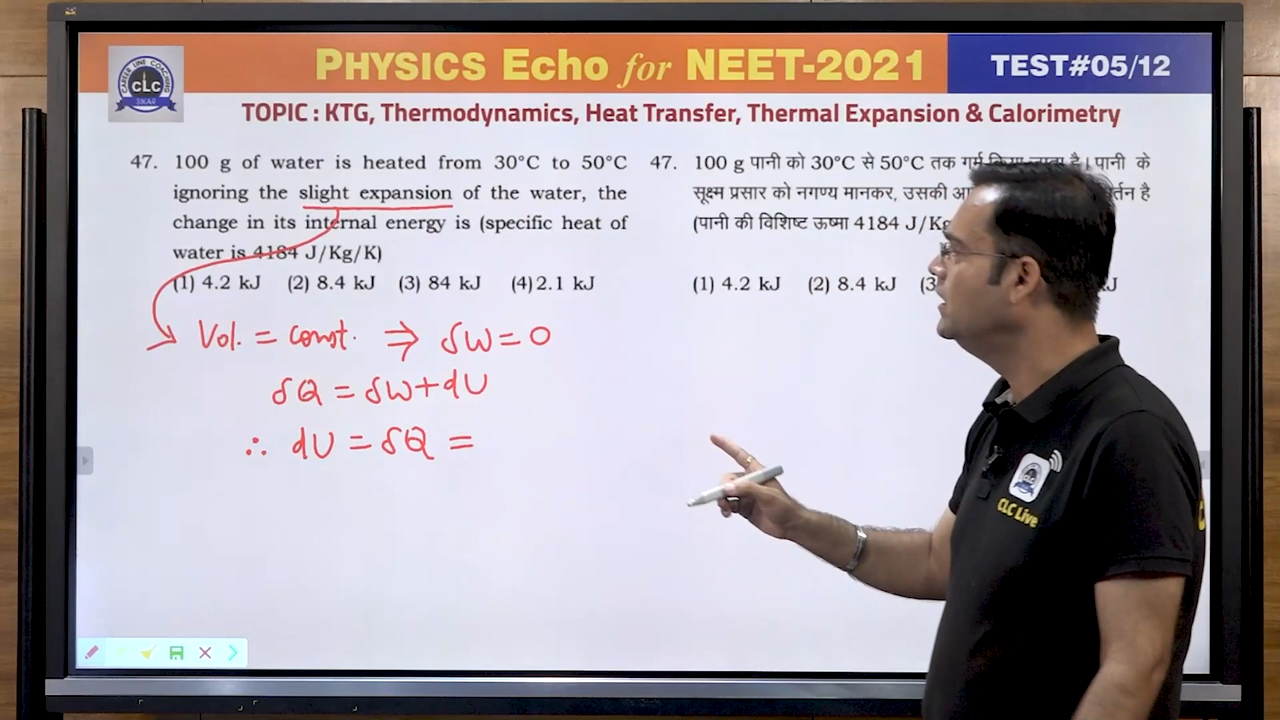 PHYSICS Echo for NEET-2021
TEST#05/12
CLC
SIKAR
TOPIC : KTG, Thermodynamics, Heat Transfer, Thermal Expansion & Calorimetry
47. 100 g of water is heated from 30°C to 50°C
ignoring the slight expansion of the water, the
change in its internal energy is (specific heat of
water is 4184 J/Kg/K)
(1) 4.2 kJ (2) 8.4 kJ (3) 84 kJ (4) 2.1 kJ
Vol. = const. ⇒ δW = 0
δQ = δW + dU
∴ dU = δQ =
47. 100 g पानी को 30°C से 50°C तक गर्म किया जाता है। पानी के
सूक्ष्म प्रसार को नगण्य मानकर, उसकी
(पानी की विशिष्ट ऊष्मा 4184 J/Kg
(1) 4.2 kJ (2) 8.4 kJ (3
CLC Live